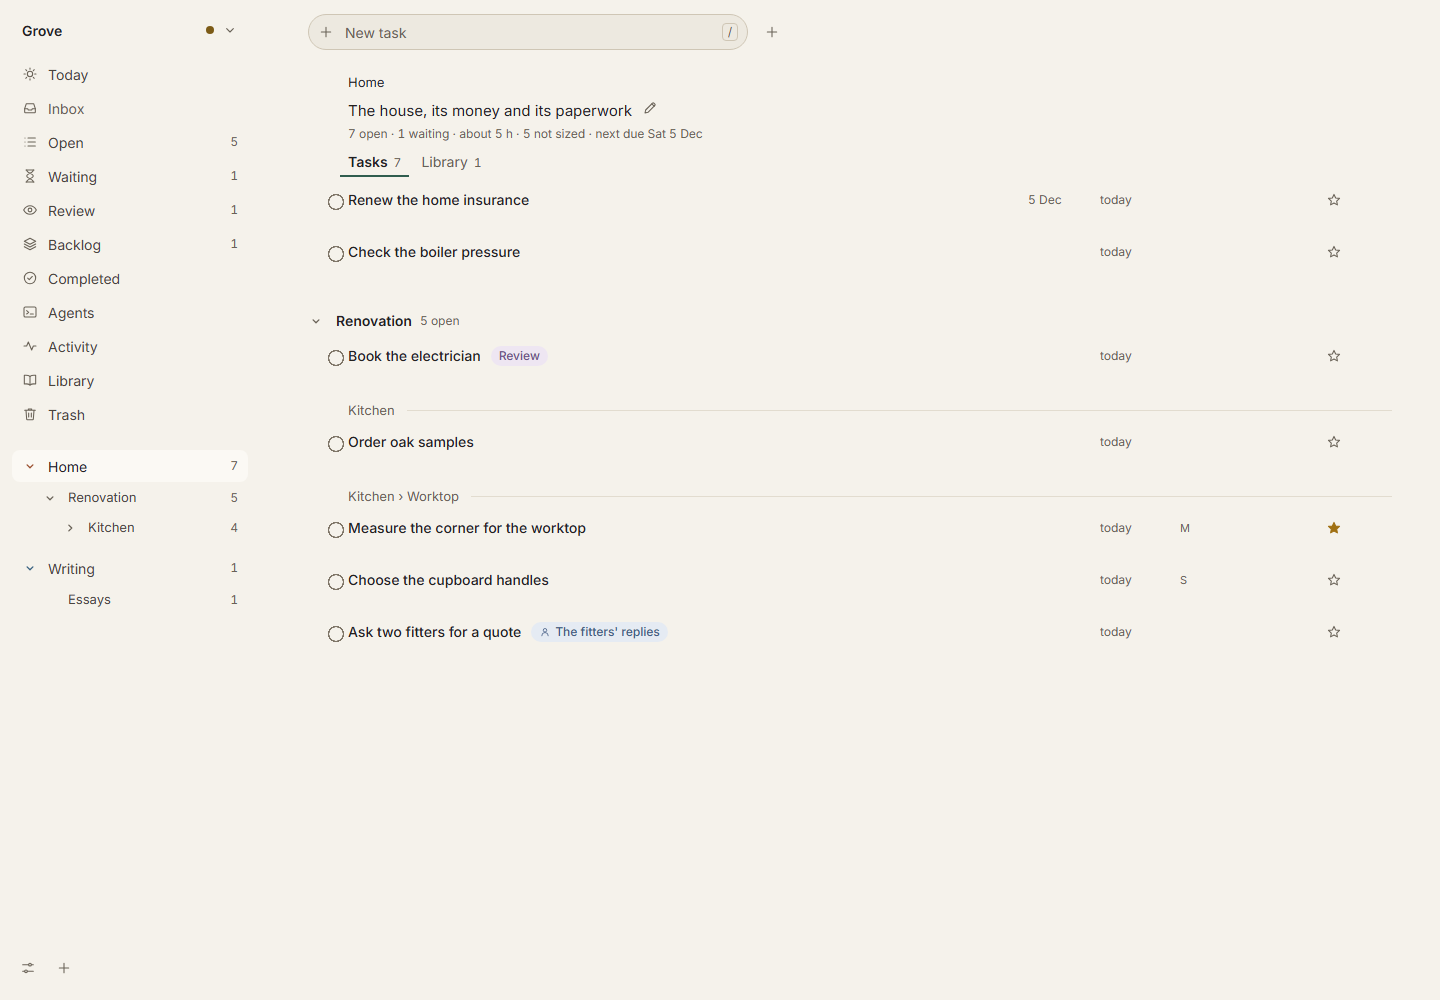 Grove
Today
Inbox
Open 5
Waiting 1
Review 1
Backlog 1
Completed
Agents
Activity
Library
Trash
Home 7
Renovation 5
Kitchen 4
Writing 1
Essays 1
New task /
Home
The house, its money and its paperwork
7 open · 1 waiting · about 5 h · 5 not sized · next due Sat 5 Dec
Tasks 7 Library 1
Renew the home insurance 5 Dec today
Check the boiler pressure today
Renovation 5 open
Book the electrician Review today
Kitchen
Order oak samples today
Kitchen › Worktop
Measure the corner for the worktop today M
Choose the cupboard handles today S
Ask two fitters for a quote The fitters' replies today